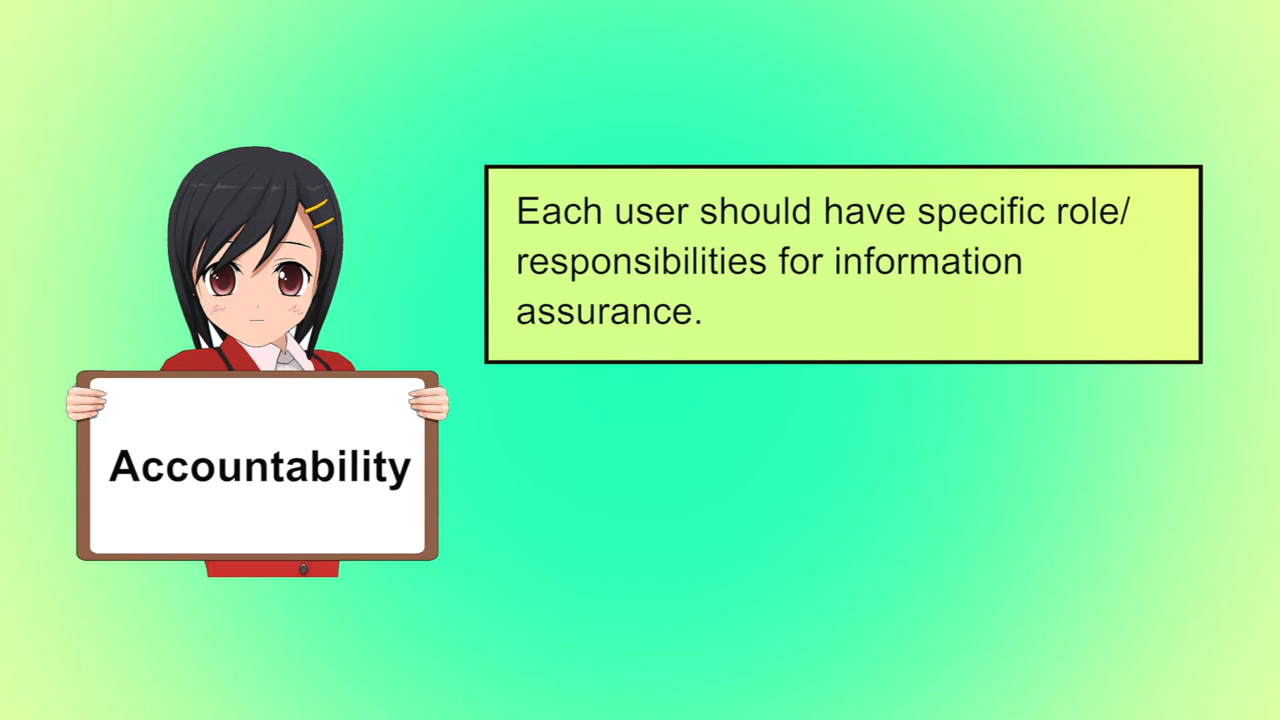 Each user should have specific role/
responsibilities for information
assurance.
Accountability